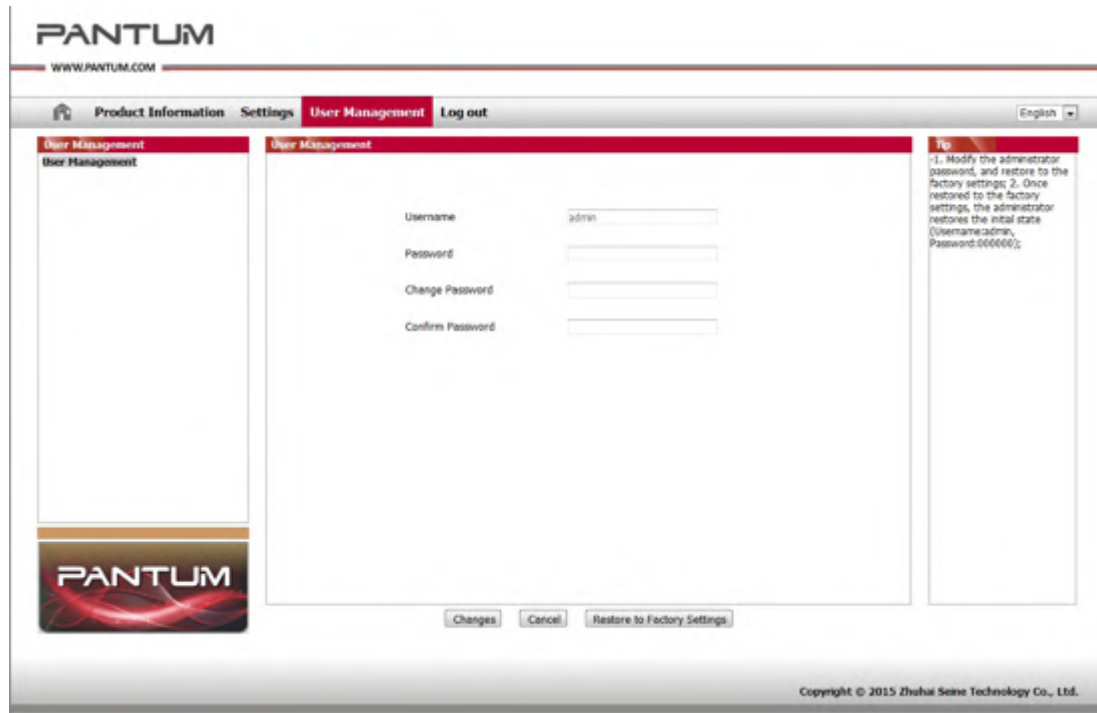 PANTUM
WWW.PANTUM.COM
Product Information Settings User Management Log out
English
User Management
User Management
User Management
Username admin
Password
Change Password
Confirm Password
Changes Cancel Restore to Factory Settings
Tip
-1. Modify the administrator
password, and restore to the
factory settings; 2. Once
restored to the factory
settings, the administrator
restores the initial state
(Username:admin,
Password:000000);
PANTUM
Copyright © 2015 Zhuhai Seine Technology Co., Ltd.